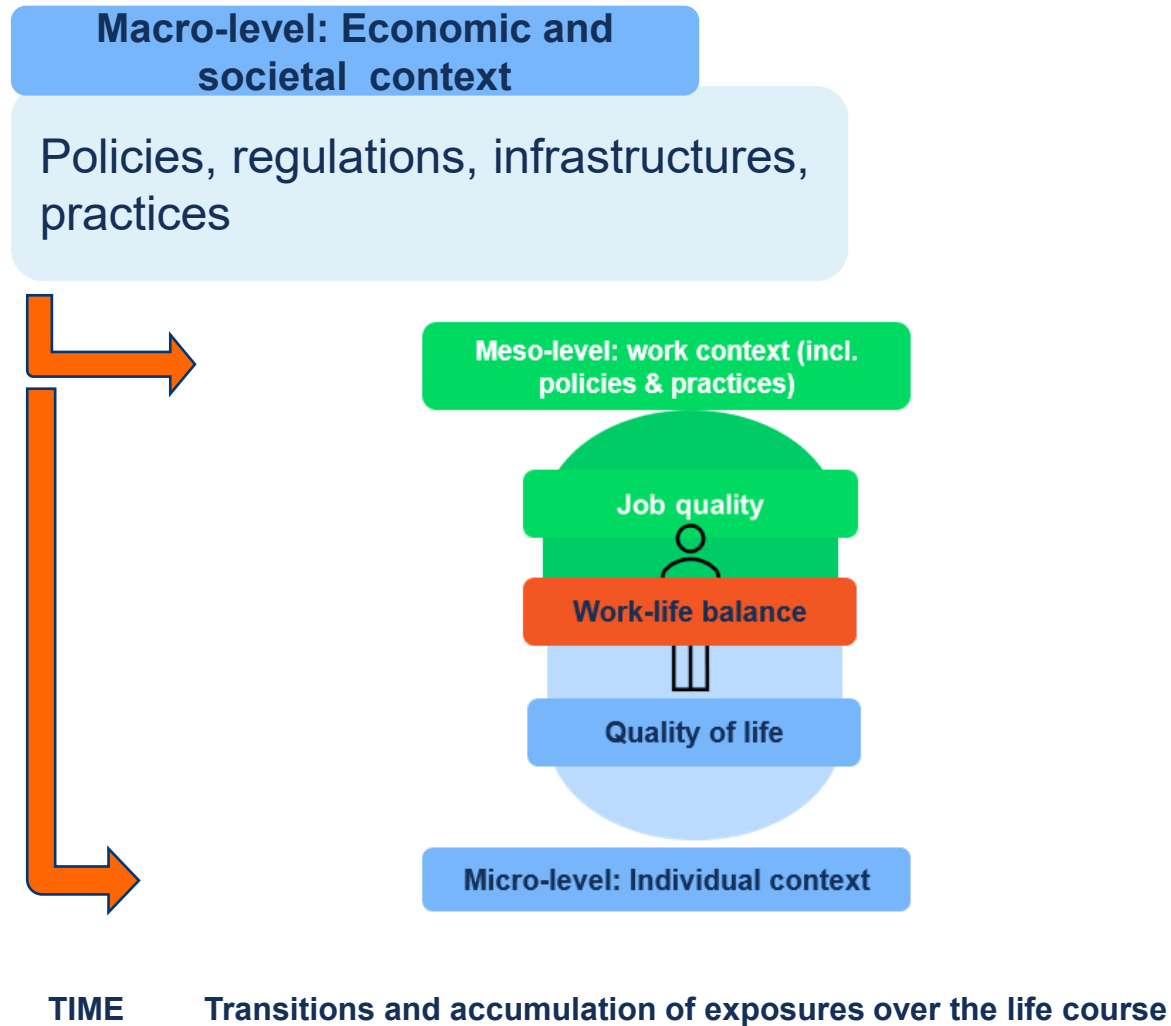 Macro-level: Economic and
societal  context
Policies, regulations, infrastructures,
practices
Meso-level: work context (incl.
policies & practices)
Job quality
Work-life balance
Quality of life
Micro-level: Individual context
TIME Transitions and accumulation of exposures over the life course